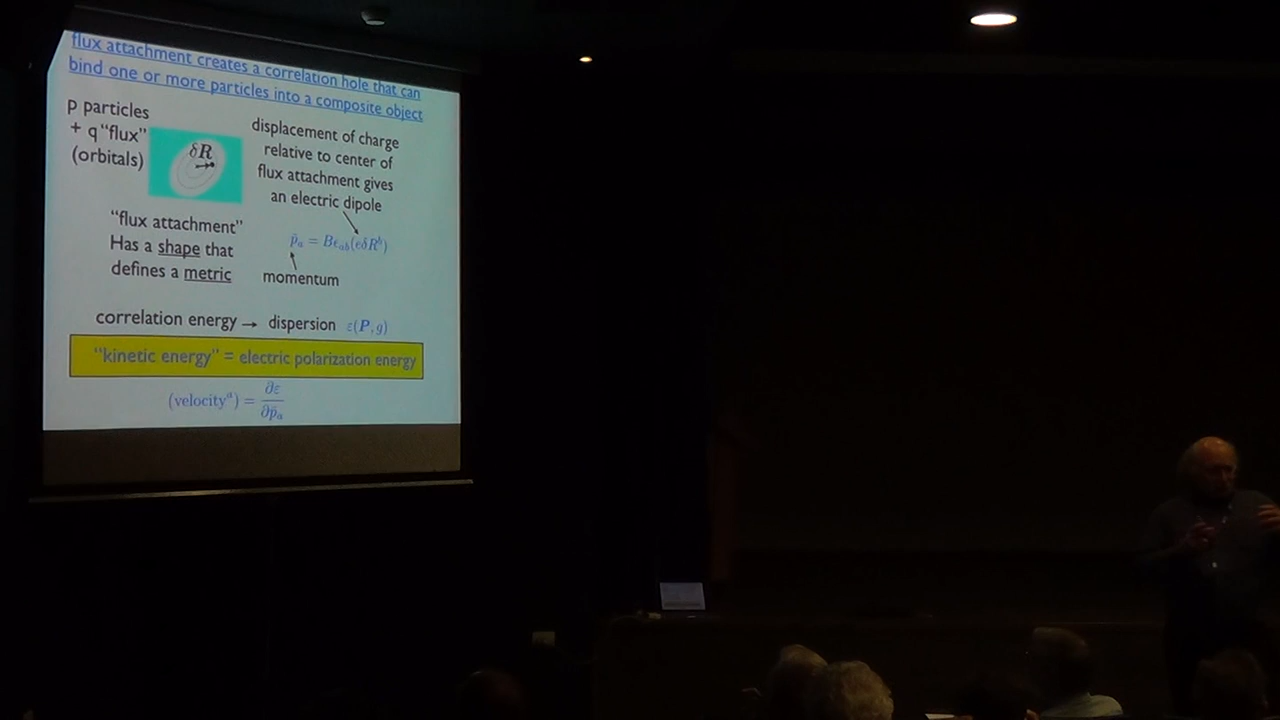 flux attachment creates a correlation hole that can
bind one or more particles into a composite object
p particles
+ q "flux"
(orbitals)
δR
displacement of charge
relative to center of
flux attachment gives
an electric dipole
"flux attachment"
Has a shape that
defines a metric
p̄ₐ = Bϵₐb(eδRᵇ)
momentum
correlation energy → dispersion ε(P, g)
"kinetic energy" = electric polarization energy
(velocityᵃ) = ∂ε/∂p̄ₐ